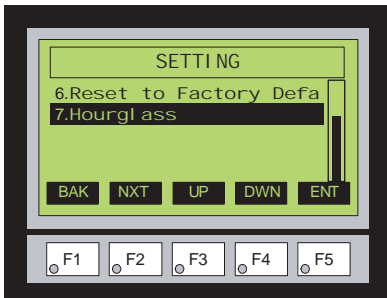 SETTING
6.Reset to Factory Defa
7.Hourglass
BAK NXT UP DWN ENT
F1 F2 F3 F4 F5